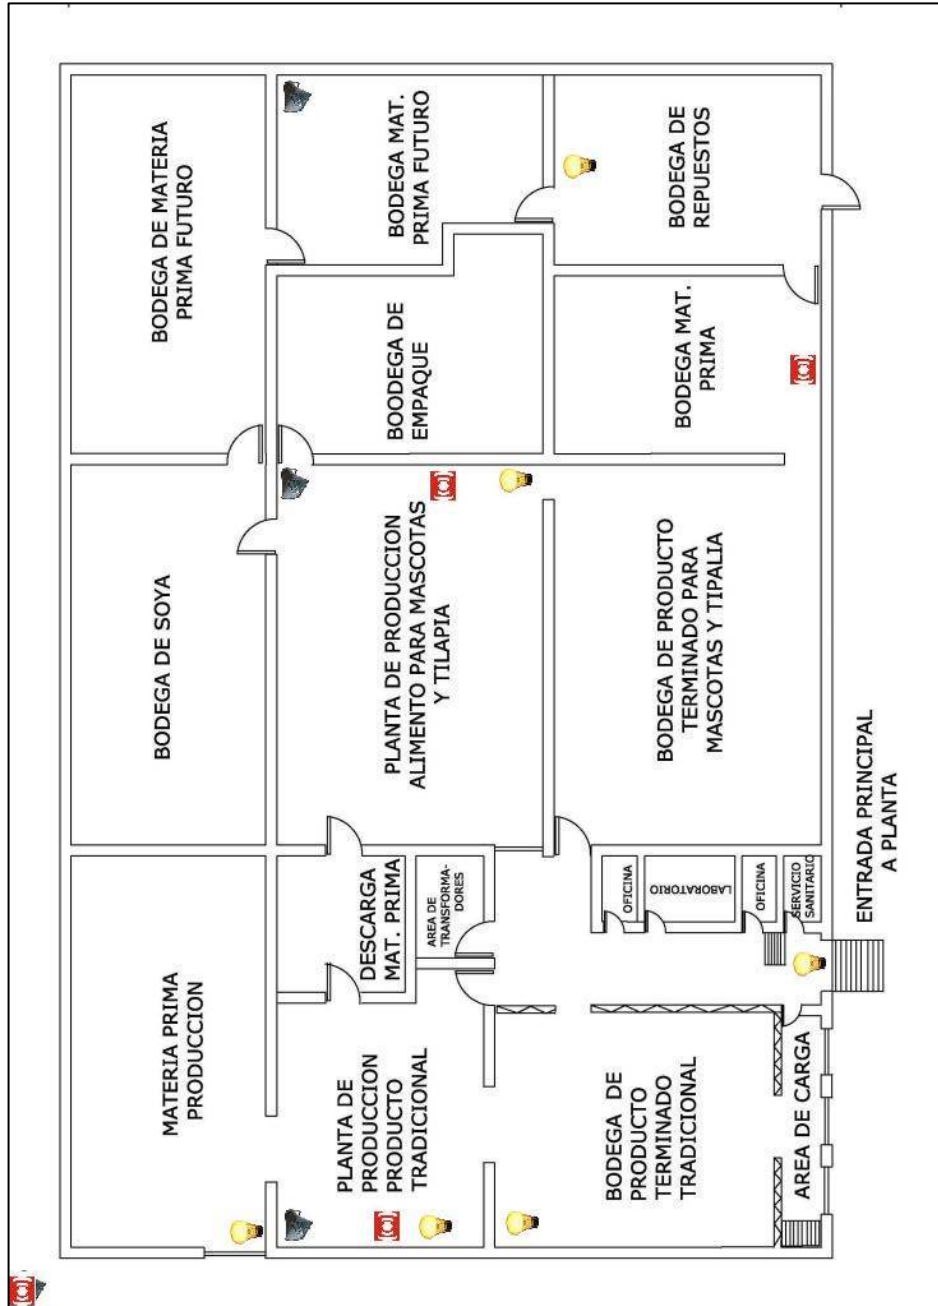 BODEGA DE MATERIA
PRIMA FUTURO
BODEGA MAT.
PRIMA FUTURO
BODEGA DE
REPUESTOS
BOODEGA DE
EMPAQUE
BODEGA MAT.
PRIMA
BODEGA DE SOYA
PLANTA DE PRODUCCION
ALIMENTO PARA MASCOTAS
Y TILAPIA
BODEGA DE PRODUCTO
TERMINADO PARA
MASCOTAS Y TIPALIA
MATERIA PRIMA
PRODUCCION
DESCARGA
MAT. PRIMA
AREA DE
TRANSFORMA-
DORES
OFICINA
LABORATORIO
OFICINA
SERVICIO
SANITARIO
ENTRADA PRINCIPAL
A PLANTA
PLANTA DE
PRODUCCION
PRODUCTO
TRADICIONAL
BODEGA DE
PRODUCTO
TERMINADO
TRADICIONAL
AREA DE CARGA